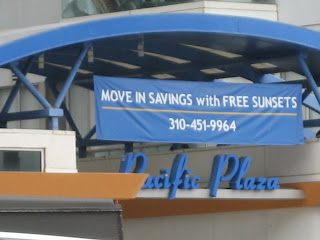 MOVE IN SAVINGS with FREE SUNSETS
310-451-9964
Pacific Plaza